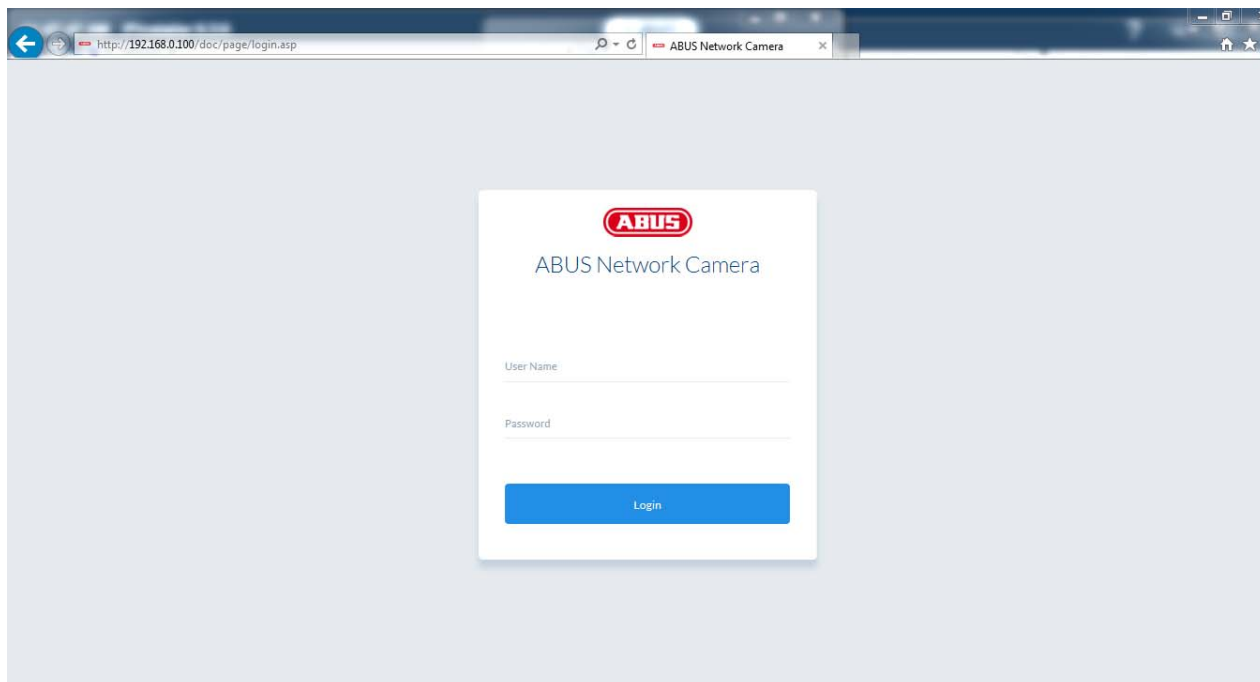 http://192.168.0.100/doc/page/login.asp
ABUS Network Camera
ABUS
ABUS Network Camera
User Name
Password
Login